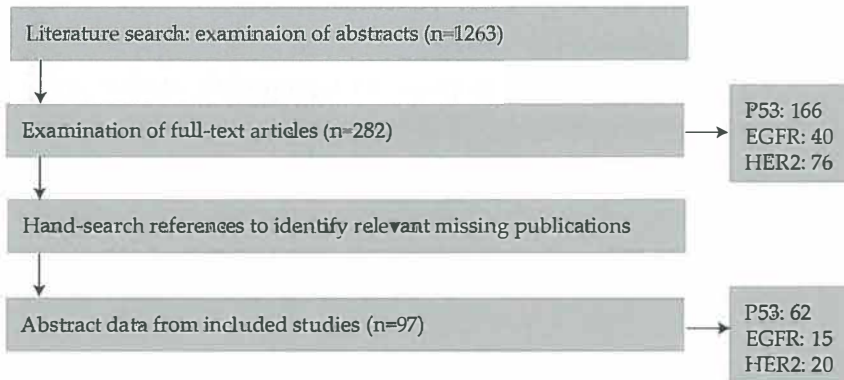 Literature search: examinaion of abstracts (n=1263)
Examination of full-text articles (n=282)
P53: 166
EGFR: 40
HER2: 76
Hand-search references to identify relevant missing publications
Abstract data from included studies (n=97)
P53: 62
EGFR: 15
HER2: 20